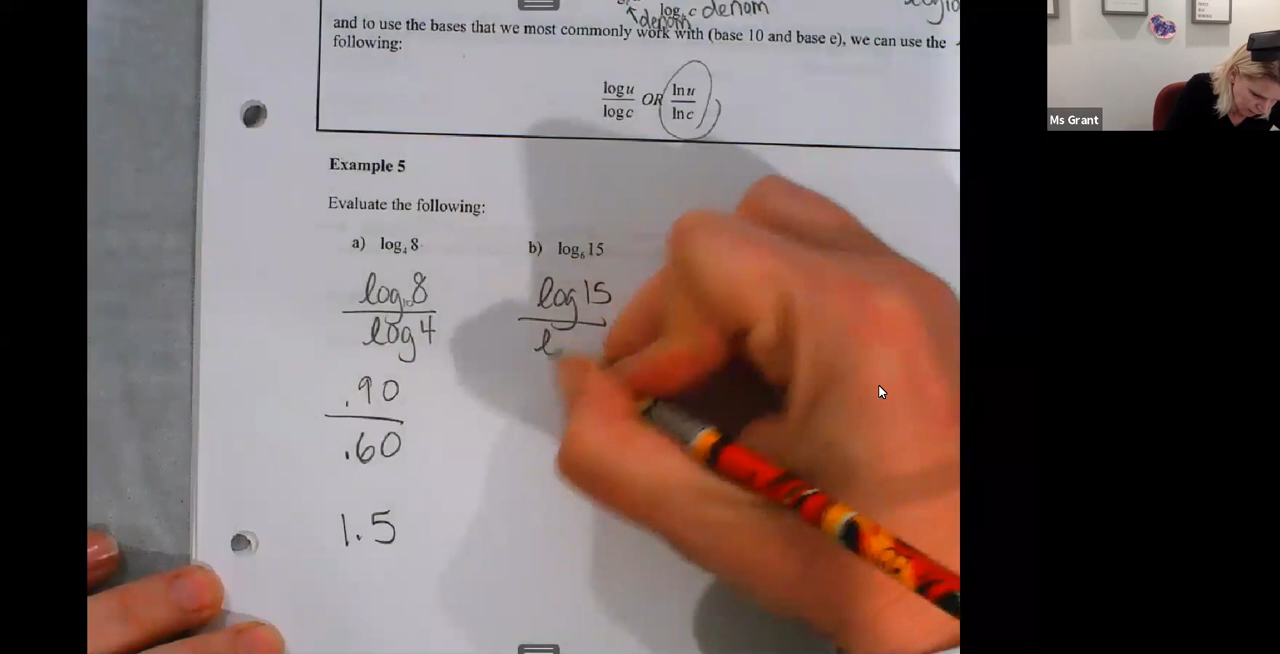 log c denom
denom
and to use the bases that we most commonly work with (base 10 and base e), we can use the
following:
log u OR ln u
log c ln c
Example 5
Evaluate the following:
a) log₄ 8 b) log₆ 15
log₁₀ 8 log 15
log 4 l
.90
.60
1.5
Ms Grant